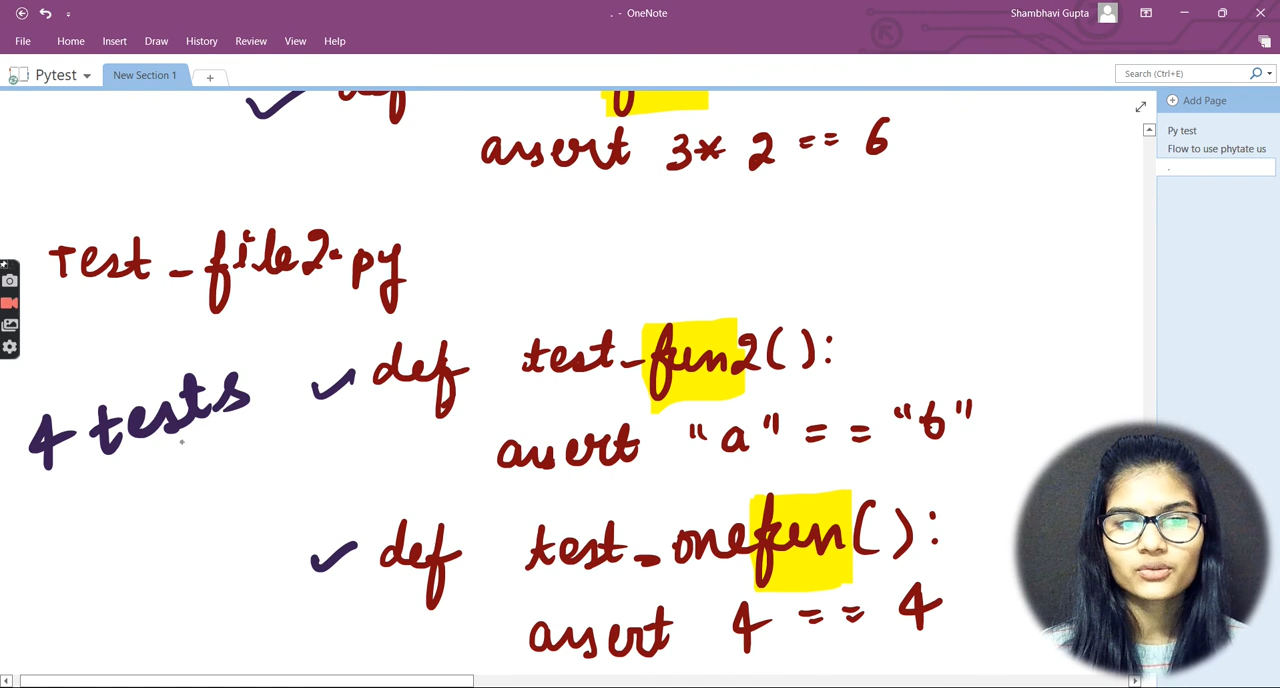 . - OneNote
Shambhavi Gupta
File Home Insert Draw History Review View Help
Pytest
New Section 1
+
Search (Ctrl+E)
Add Page
Py test
Flow to use phytate us
.
def
assert 3* 2 == 6
Test_file2.py
def test_fun2():
assert "a" == "b"
4 tests
def test_onefun():
assert 4 == 4